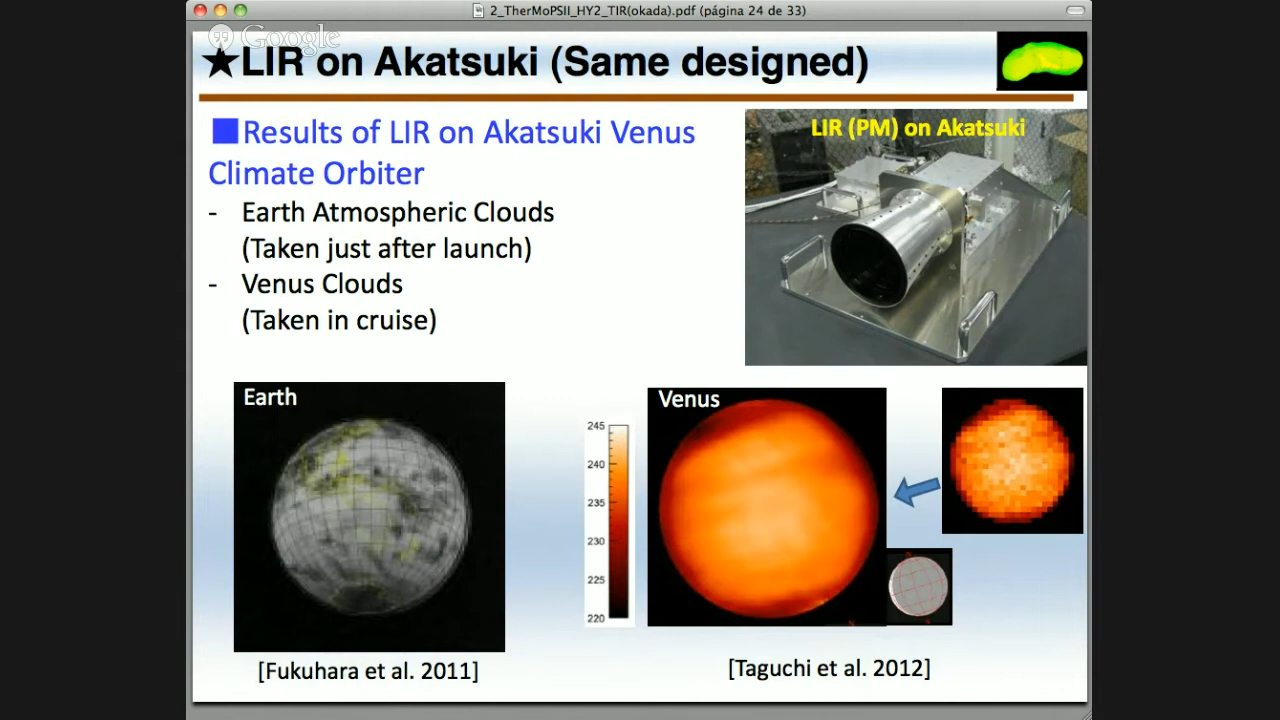 2_TherMoPSII_HY2_TIR(okada).pdf (página 24 de 33)
Google
★LIR on Akatsuki (Same designed)
■Results of LIR on Akatsuki Venus
Climate Orbiter
- Earth Atmospheric Clouds
(Taken just after launch)
- Venus Clouds
(Taken in cruise)
LIR (PM) on Akatsuki
Earth
245
240
235
230
225
220
Venus
[Fukuhara et al. 2011]
[Taguchi et al. 2012]